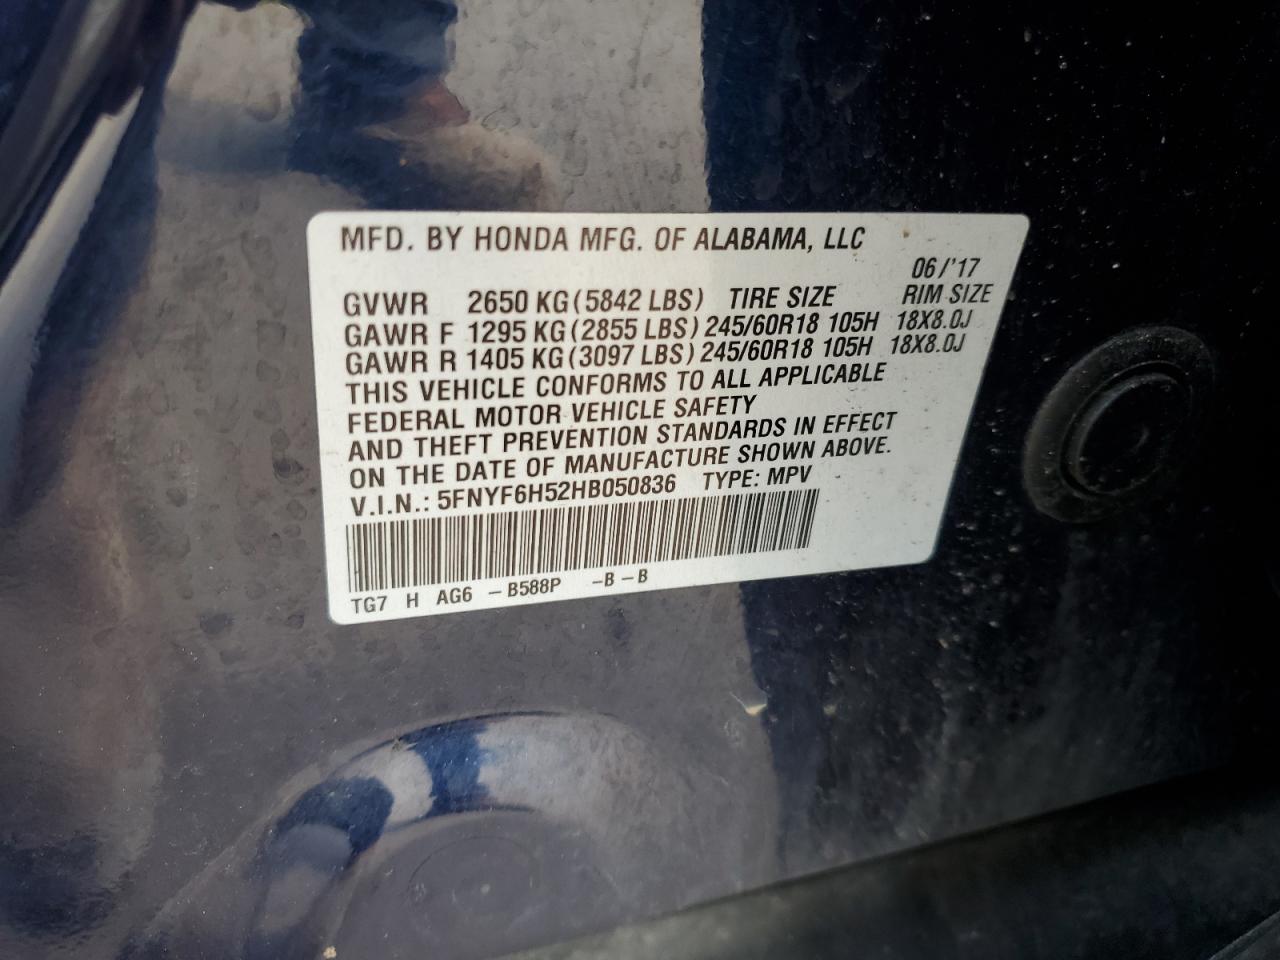 MFD. BY HONDA MFG. OF ALABAMA, LLC
06/'17
GVWR 2650 KG (5842 LBS) TIRE SIZE RIM SIZE
GAWR F 1295 KG (2855 LBS) 245/60R18 105H 18X8.0J
GAWR R 1405 KG (3097 LBS) 245/60R18 105H 18X8.0J
THIS VEHICLE CONFORMS TO ALL APPLICABLE
FEDERAL MOTOR VEHICLE SAFETY
AND THEFT PREVENTION STANDARDS IN EFFECT
ON THE DATE OF MANUFACTURE SHOWN ABOVE.
V.I.N.: 5FNYF6H52HB050836 TYPE: MPV
TG7 H AG6 - B588P -B - B